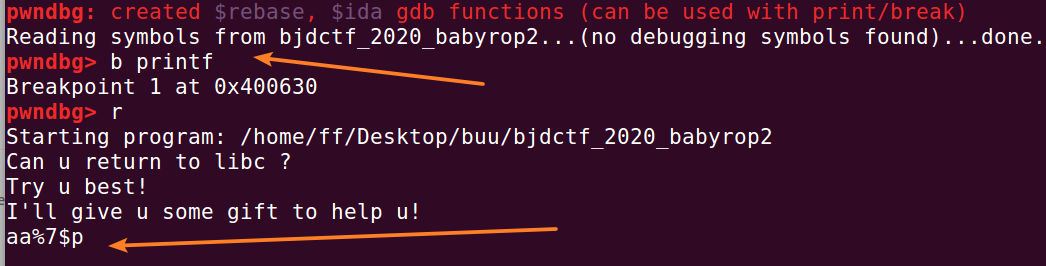 pwndbg: created $rebase, $ida gdb functions (can be used with print/break)
Reading symbols from bjdctf_2020_babyrop2...(no debugging symbols found)...done.
pwndbg> b printf
Breakpoint 1 at 0x400630
pwndbg> r
Starting program: /home/ff/Desktop/buu/bjdctf_2020_babyrop2
Can u return to libc ?
Try u best!
I'll give u some gift to help u!
aa%7$p